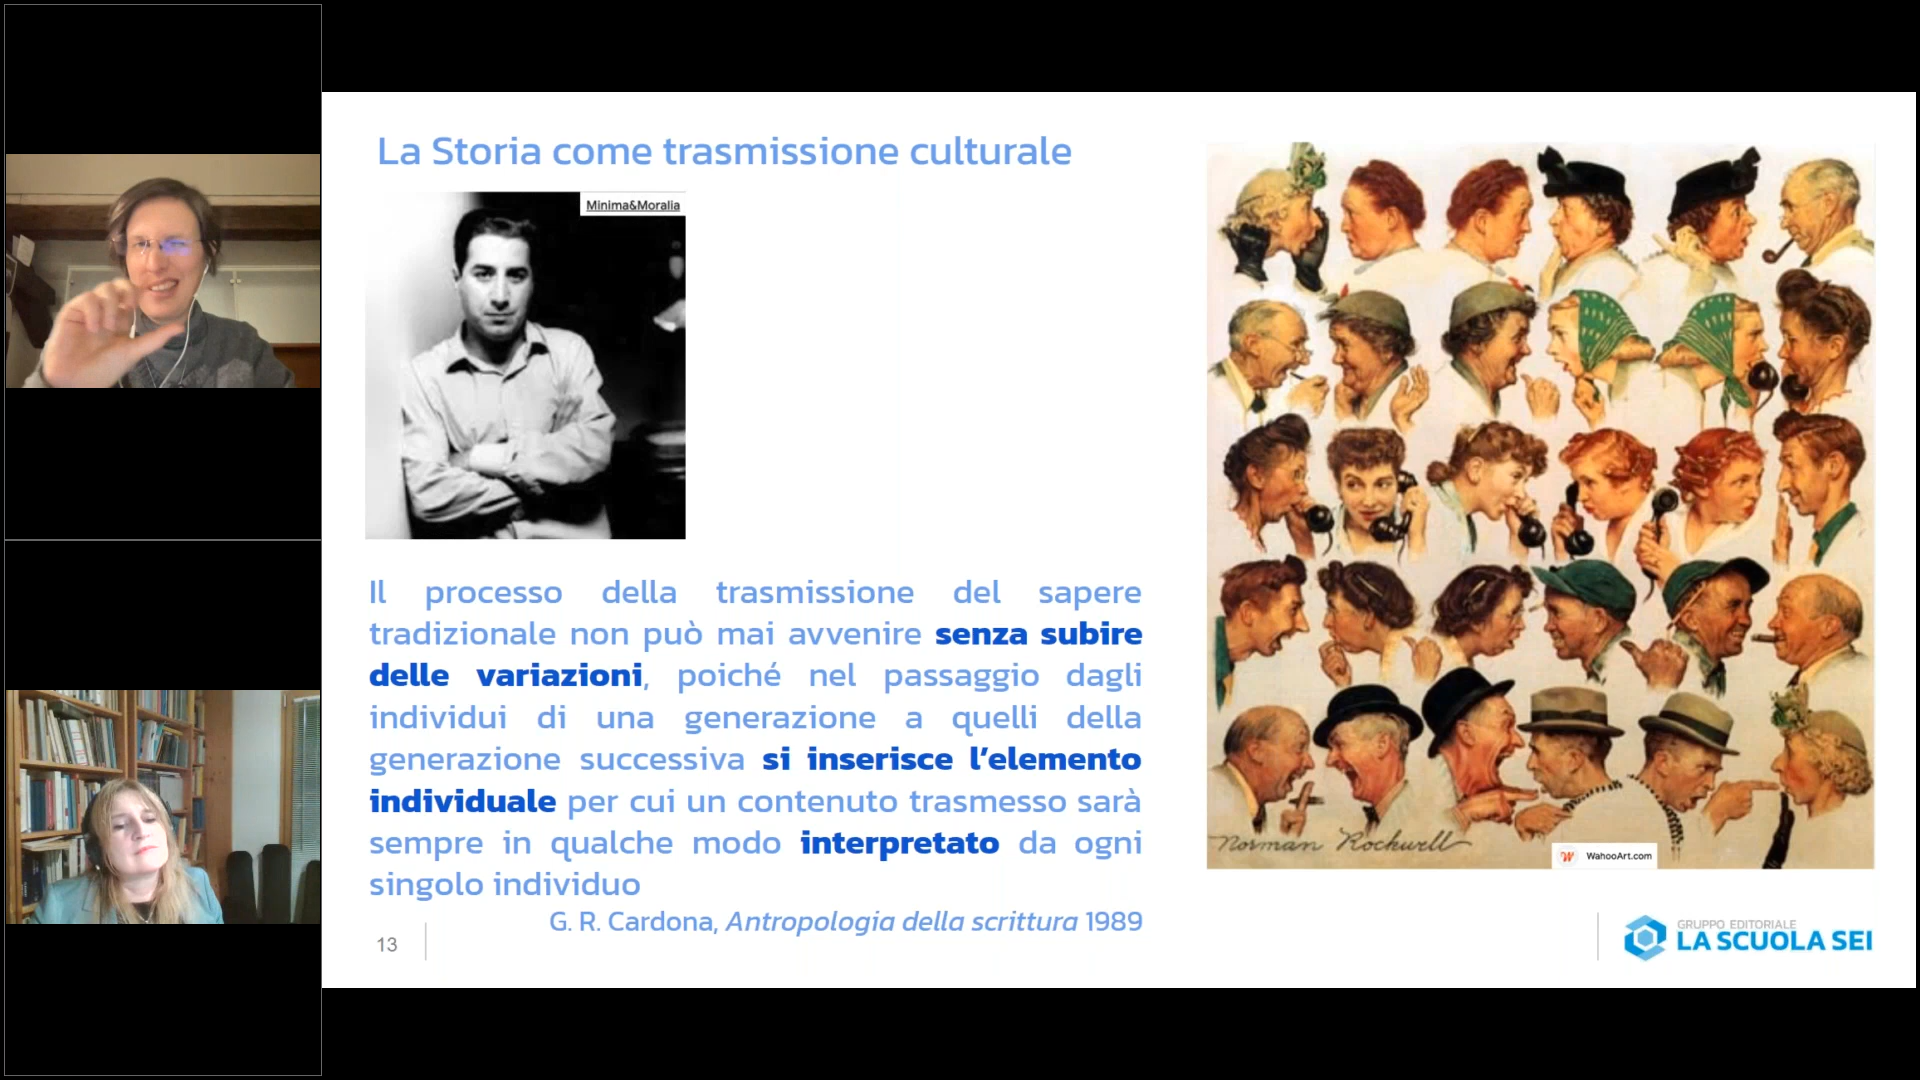 La Storia come trasmissione culturale
Minima&Moralia
Il processo della trasmissione del sapere
tradizionale non può mai avvenire senza subire
delle variazioni, poiché nel passaggio dagli
individui di una generazione a quelli della
generazione successiva si inserisce l’elemento
individuale per cui un contenuto trasmesso sarà
sempre in qualche modo interpretato da ogni
singolo individuo
G. R. Cardona, Antropologia della scrittura 1989
13
Norman Rockwell
W WahooArt.com
GRUPPO EDITORIALE
LA SCUOLA SEI